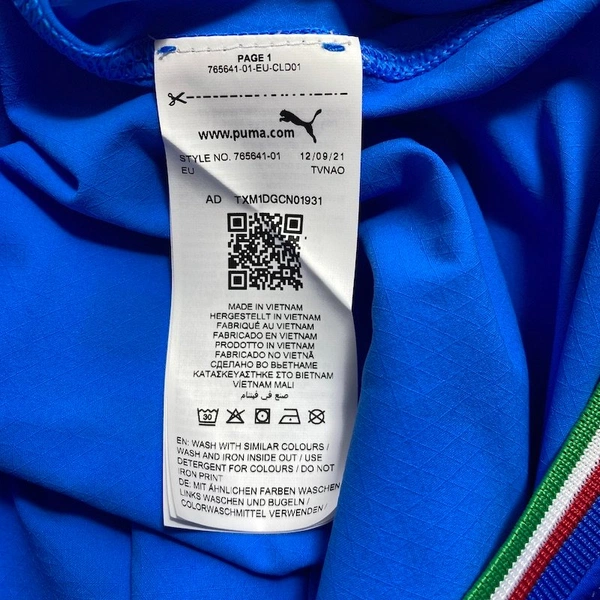 PAGE 1
765641-01-EU-CLD01
www.puma.com
STYLE NO. 765641-01 12/09/21
EU TVNAO
AD TXM1DGCN01931
MADE IN VIETNAM
HERGESTELLT IN VIETNAM
FABRIQUÉ AU VIETNAM
FABRICADO EN VIETNAM
PRODOTTO IN VIETNAM
FABRICADO NO VIETNÃ
СДЕЛАНО ВО ВЬЕТНАМЕ
ΚΑΤΑΣΚΕΥΑΣΤΗΚΕ ΣΤΟ ΒΙΕΤΝΑΜ
VİETNAM MALI
صنع في فيتنام
30
EN: WASH WITH SIMILAR COLOURS /
WASH AND IRON INSIDE OUT / USE
DETERGENT FOR COLOURS / DO NOT
IRON PRINT
DE: MIT ÄHNLICHEN FARBEN WASCHEN
LINKS WASCHEN UND BÜGELN /
COLORWASCHMITTEL VERWENDEN/